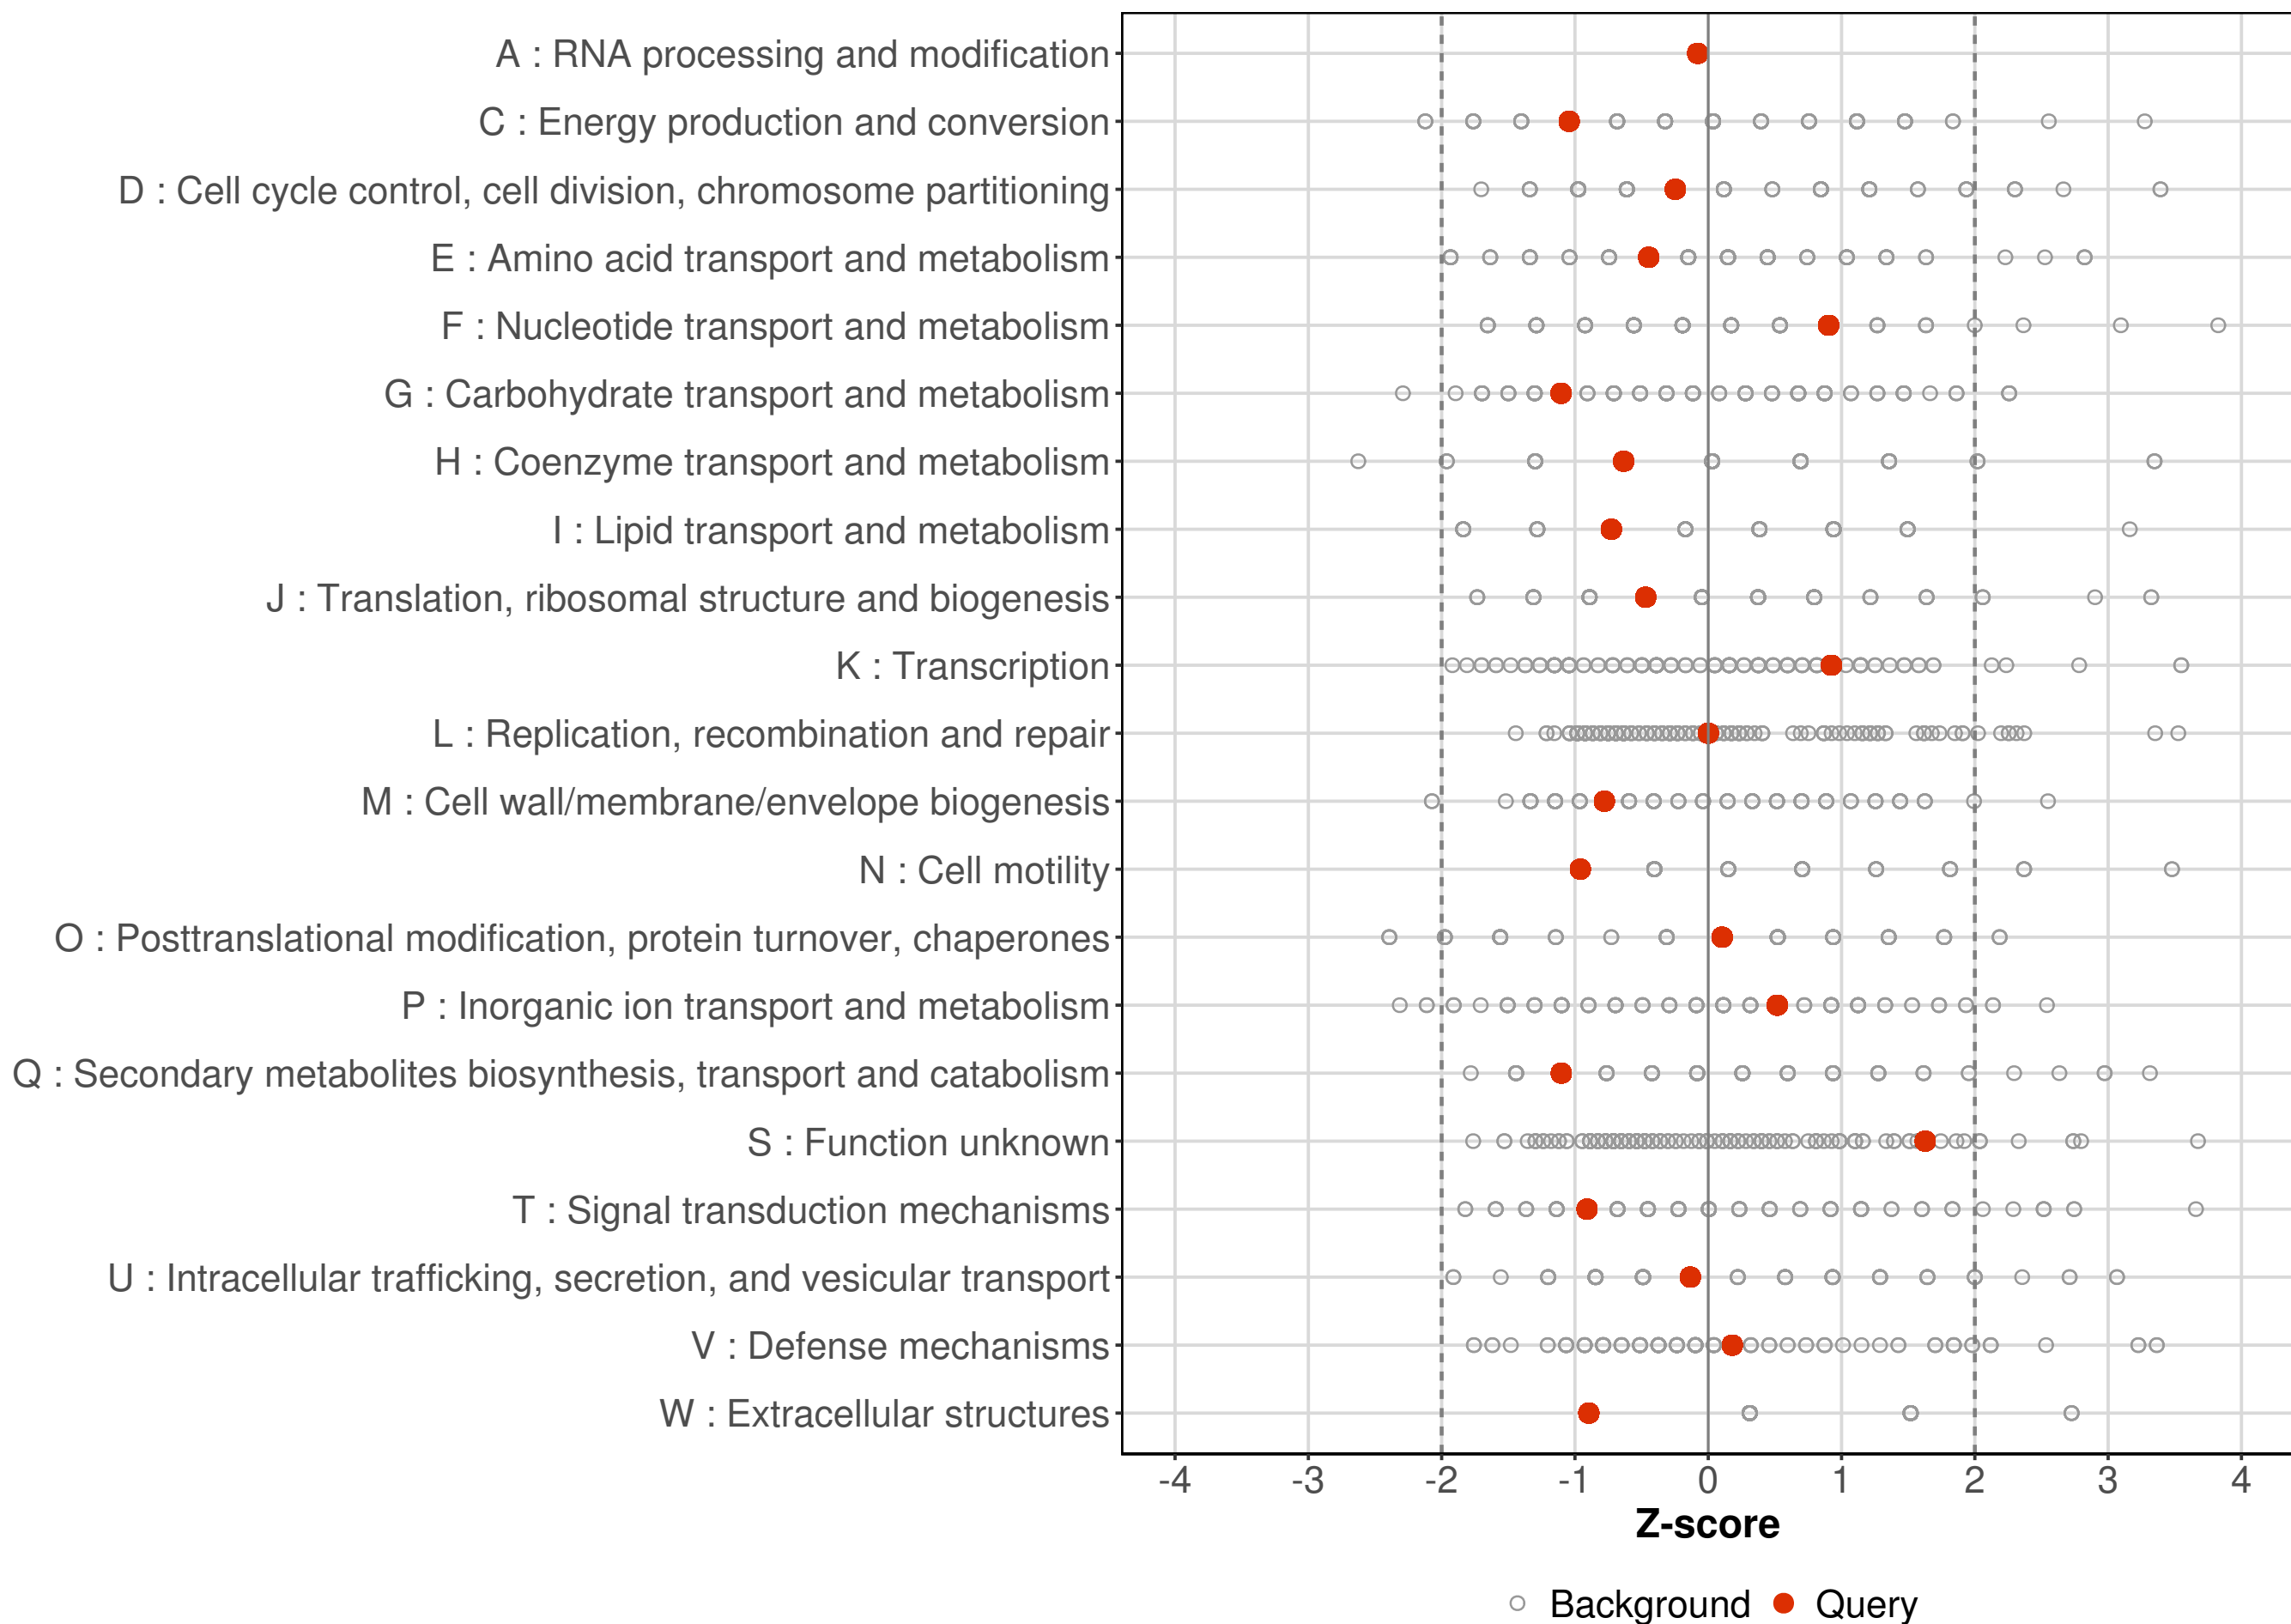 A : RNA processing and modification
C : Energy production and conversion
D : Cell cycle control, cell division, chromosome partitioning
E : Amino acid transport and metabolism
F : Nucleotide transport and metabolism
G : Carbohydrate transport and metabolism
H : Coenzyme transport and metabolism
I : Lipid transport and metabolism
J : Translation, ribosomal structure and biogenesis
K : Transcription
L : Replication, recombination and repair
M : Cell wall/membrane/envelope biogenesis
N : Cell motility
O : Posttranslational modification, protein turnover, chaperones
P : Inorganic ion transport and metabolism
Q : Secondary metabolites biosynthesis, transport and catabolism
S : Function unknown
T : Signal transduction mechanisms
U : Intracellular trafficking, secretion, and vesicular transport
V : Defense mechanisms
W : Extracellular structures
-4 -3 -2 -1 0 1 2 3 4
Z-score
Background Query